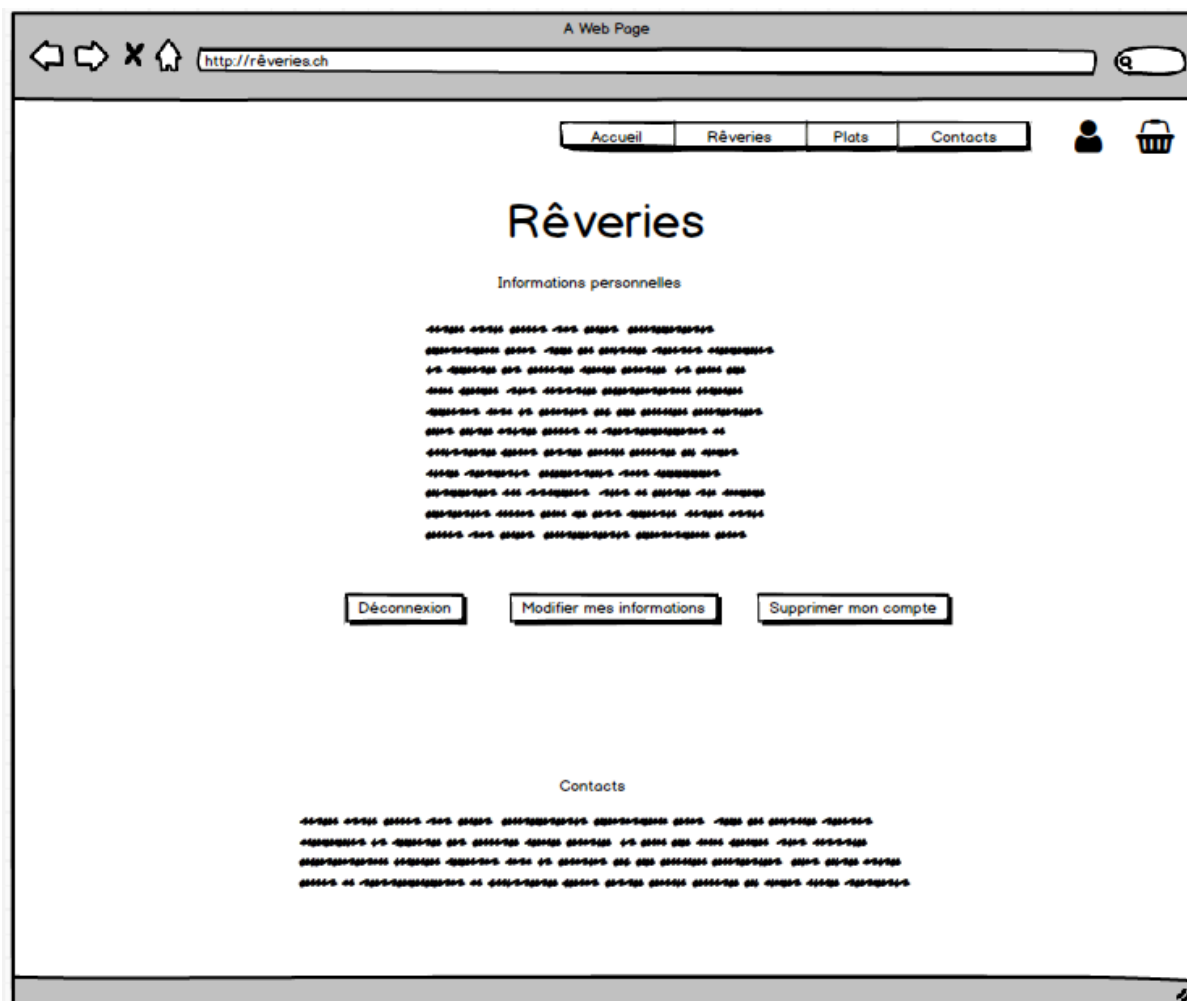 A Web Page
http://rêveries.ch
Accueil Rêveries Plats Contacts
Rêveries
Informations personnelles
Déconnexion Modifier mes informations Supprimer mon compte
Contacts